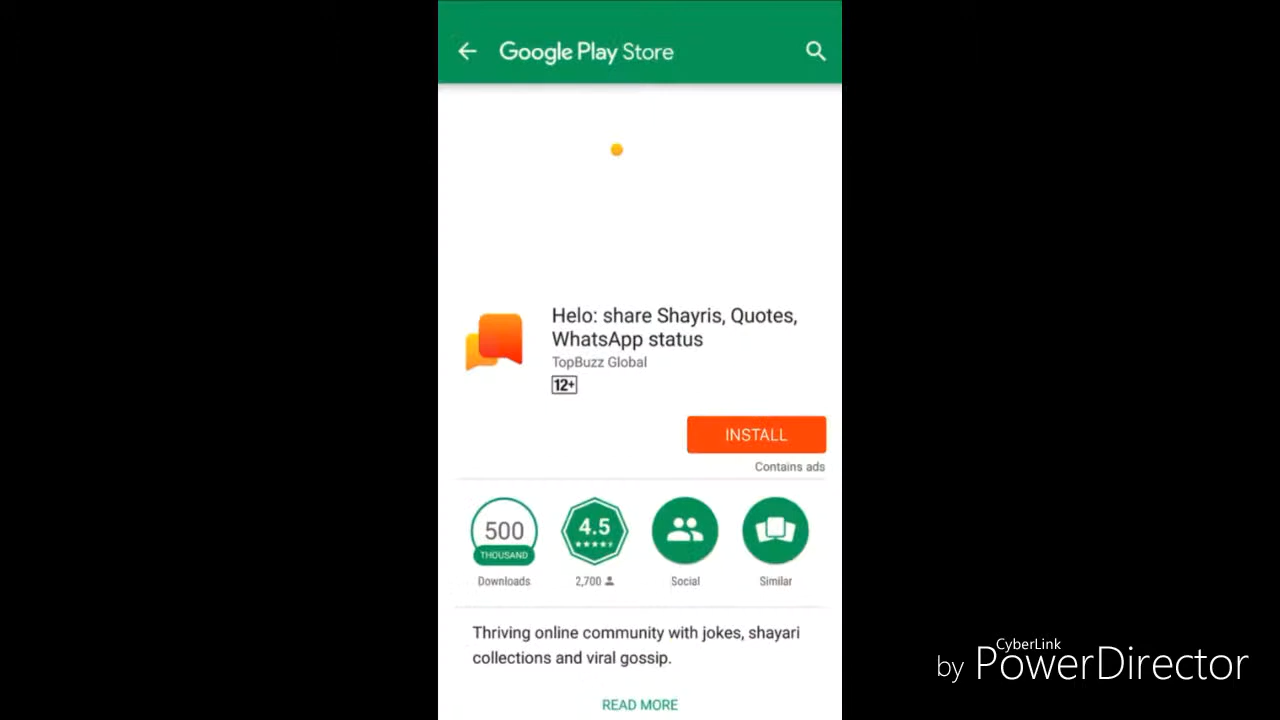 Google Play Store
Helo: share Shayris, Quotes,
WhatsApp status
TopBuzz Global
12+
INSTALL
Contains ads
500
THOUSAND
Downloads
4.5
2,700
Social
Similar
Thriving online community with jokes, shayari
collections and viral gossip.
READ MORE
CyberLink
by PowerDirector